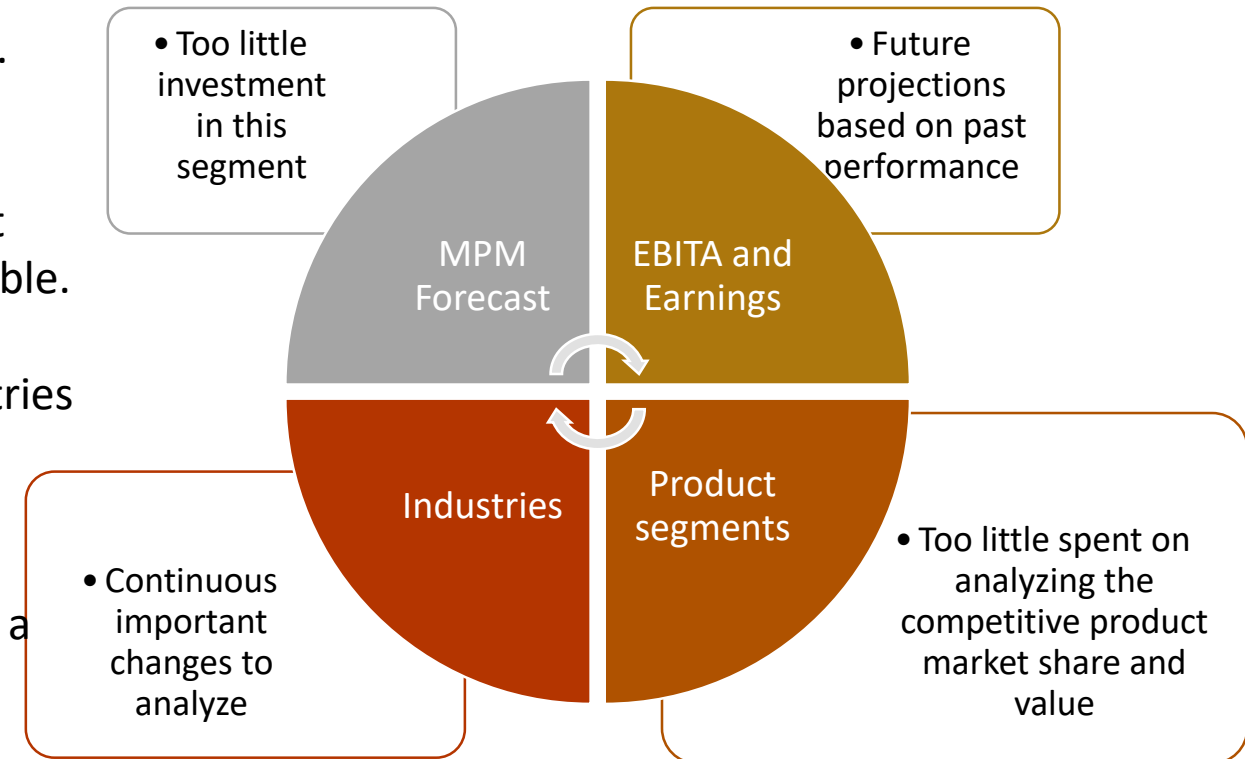 .
t
ble.
tries
a
• Too little
investment
in this
segment
• Future
projections
based on past
performance
MPM
Forecast
EBITA and
Earnings
Industries
Product
segments
• Continuous
important
changes to
analyze
• Too little spent on
analyzing the
competitive product
market share and
value